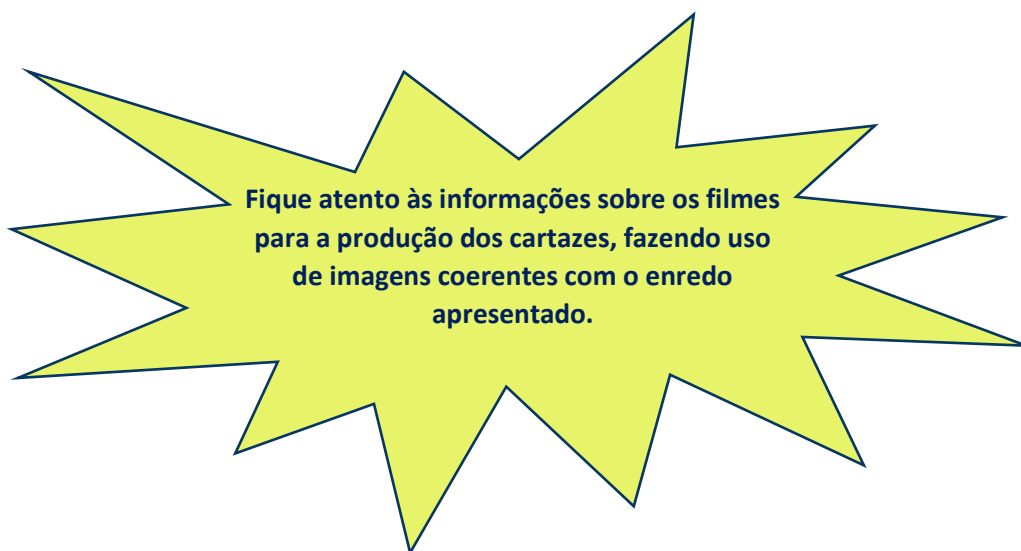 Fique atento às informações sobre os filmes
para a produção dos cartazes, fazendo uso
de imagens coerentes com o enredo
apresentado.